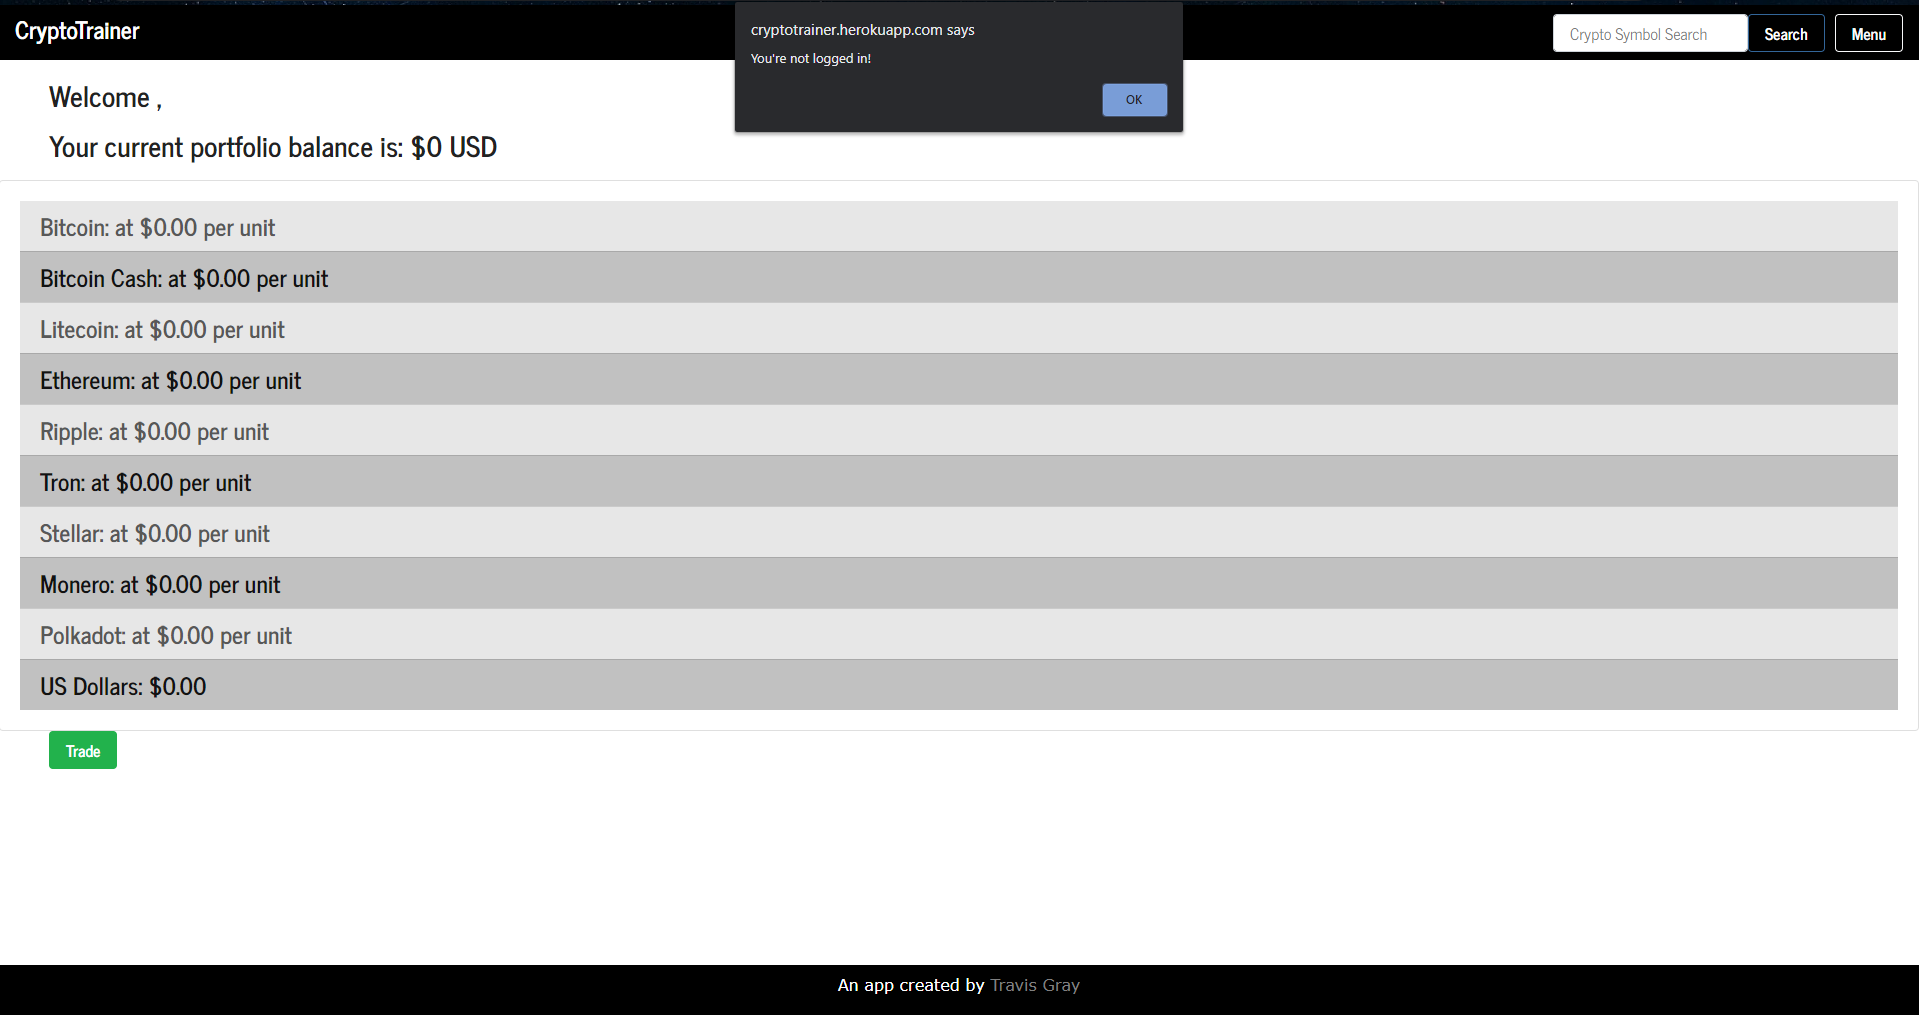 CryptoTrainer
cryptotrainer.herokuapp.com says
You're not logged in!
OK
Crypto Symbol Search
Search
Menu
Welcome ,
Your current portfolio balance is: $0 USD
Bitcoin: at $0.00 per unit
Bitcoin Cash: at $0.00 per unit
Litecoin: at $0.00 per unit
Ethereum: at $0.00 per unit
Ripple: at $0.00 per unit
Tron: at $0.00 per unit
Stellar: at $0.00 per unit
Monero: at $0.00 per unit
Polkadot: at $0.00 per unit
US Dollars: $0.00
Trade
An app created by Travis Gray